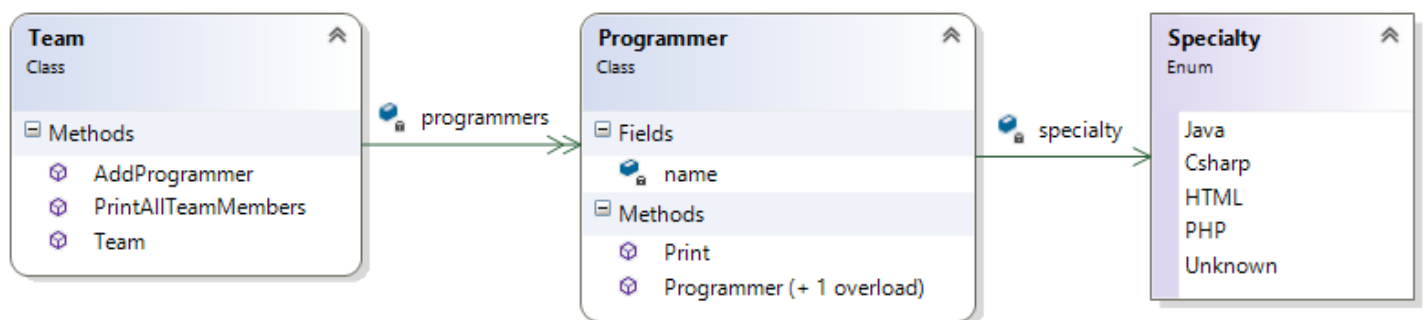 Team
Class
Methods
AddProgrammer
PrintAllTeamMembers
Team
programmers
Programmer
Class
Fields
name
Methods
Print
Programmer (+ 1 overload)
specialty
Specialty
Enum
Java
Csharp
HTML
PHP
Unknown